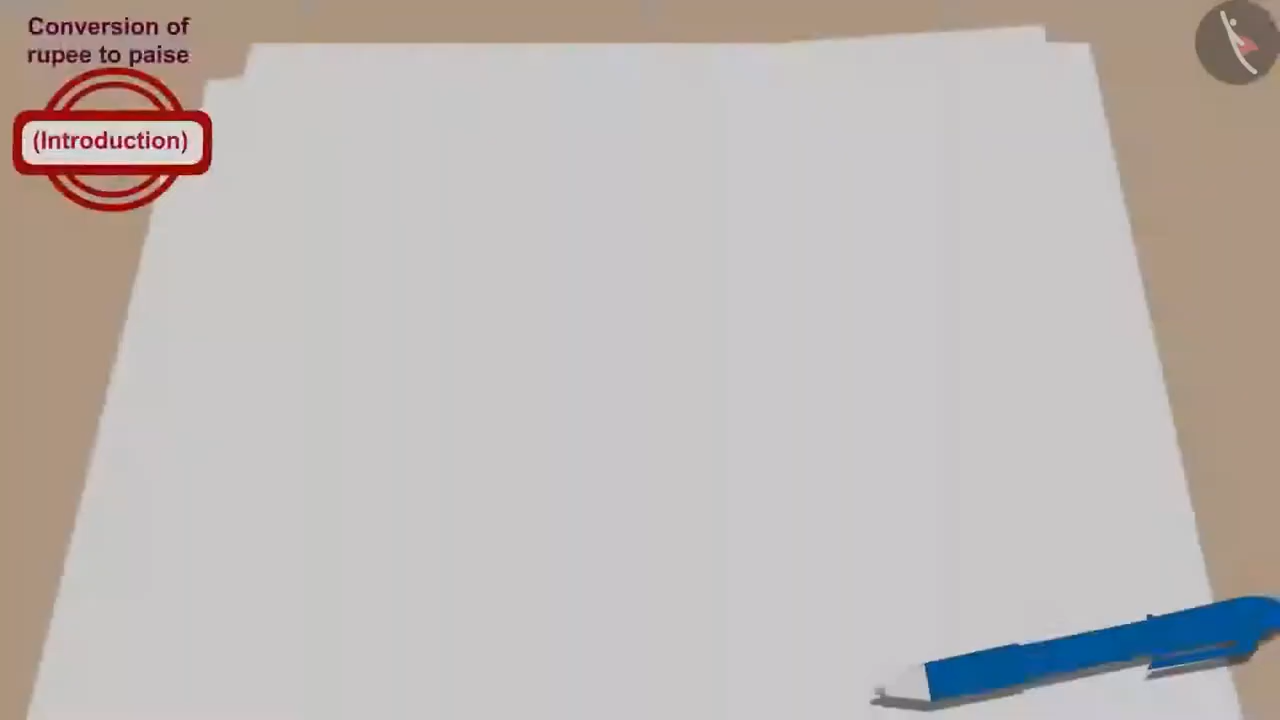 Conversion of
rupee to paise
(Introduction)